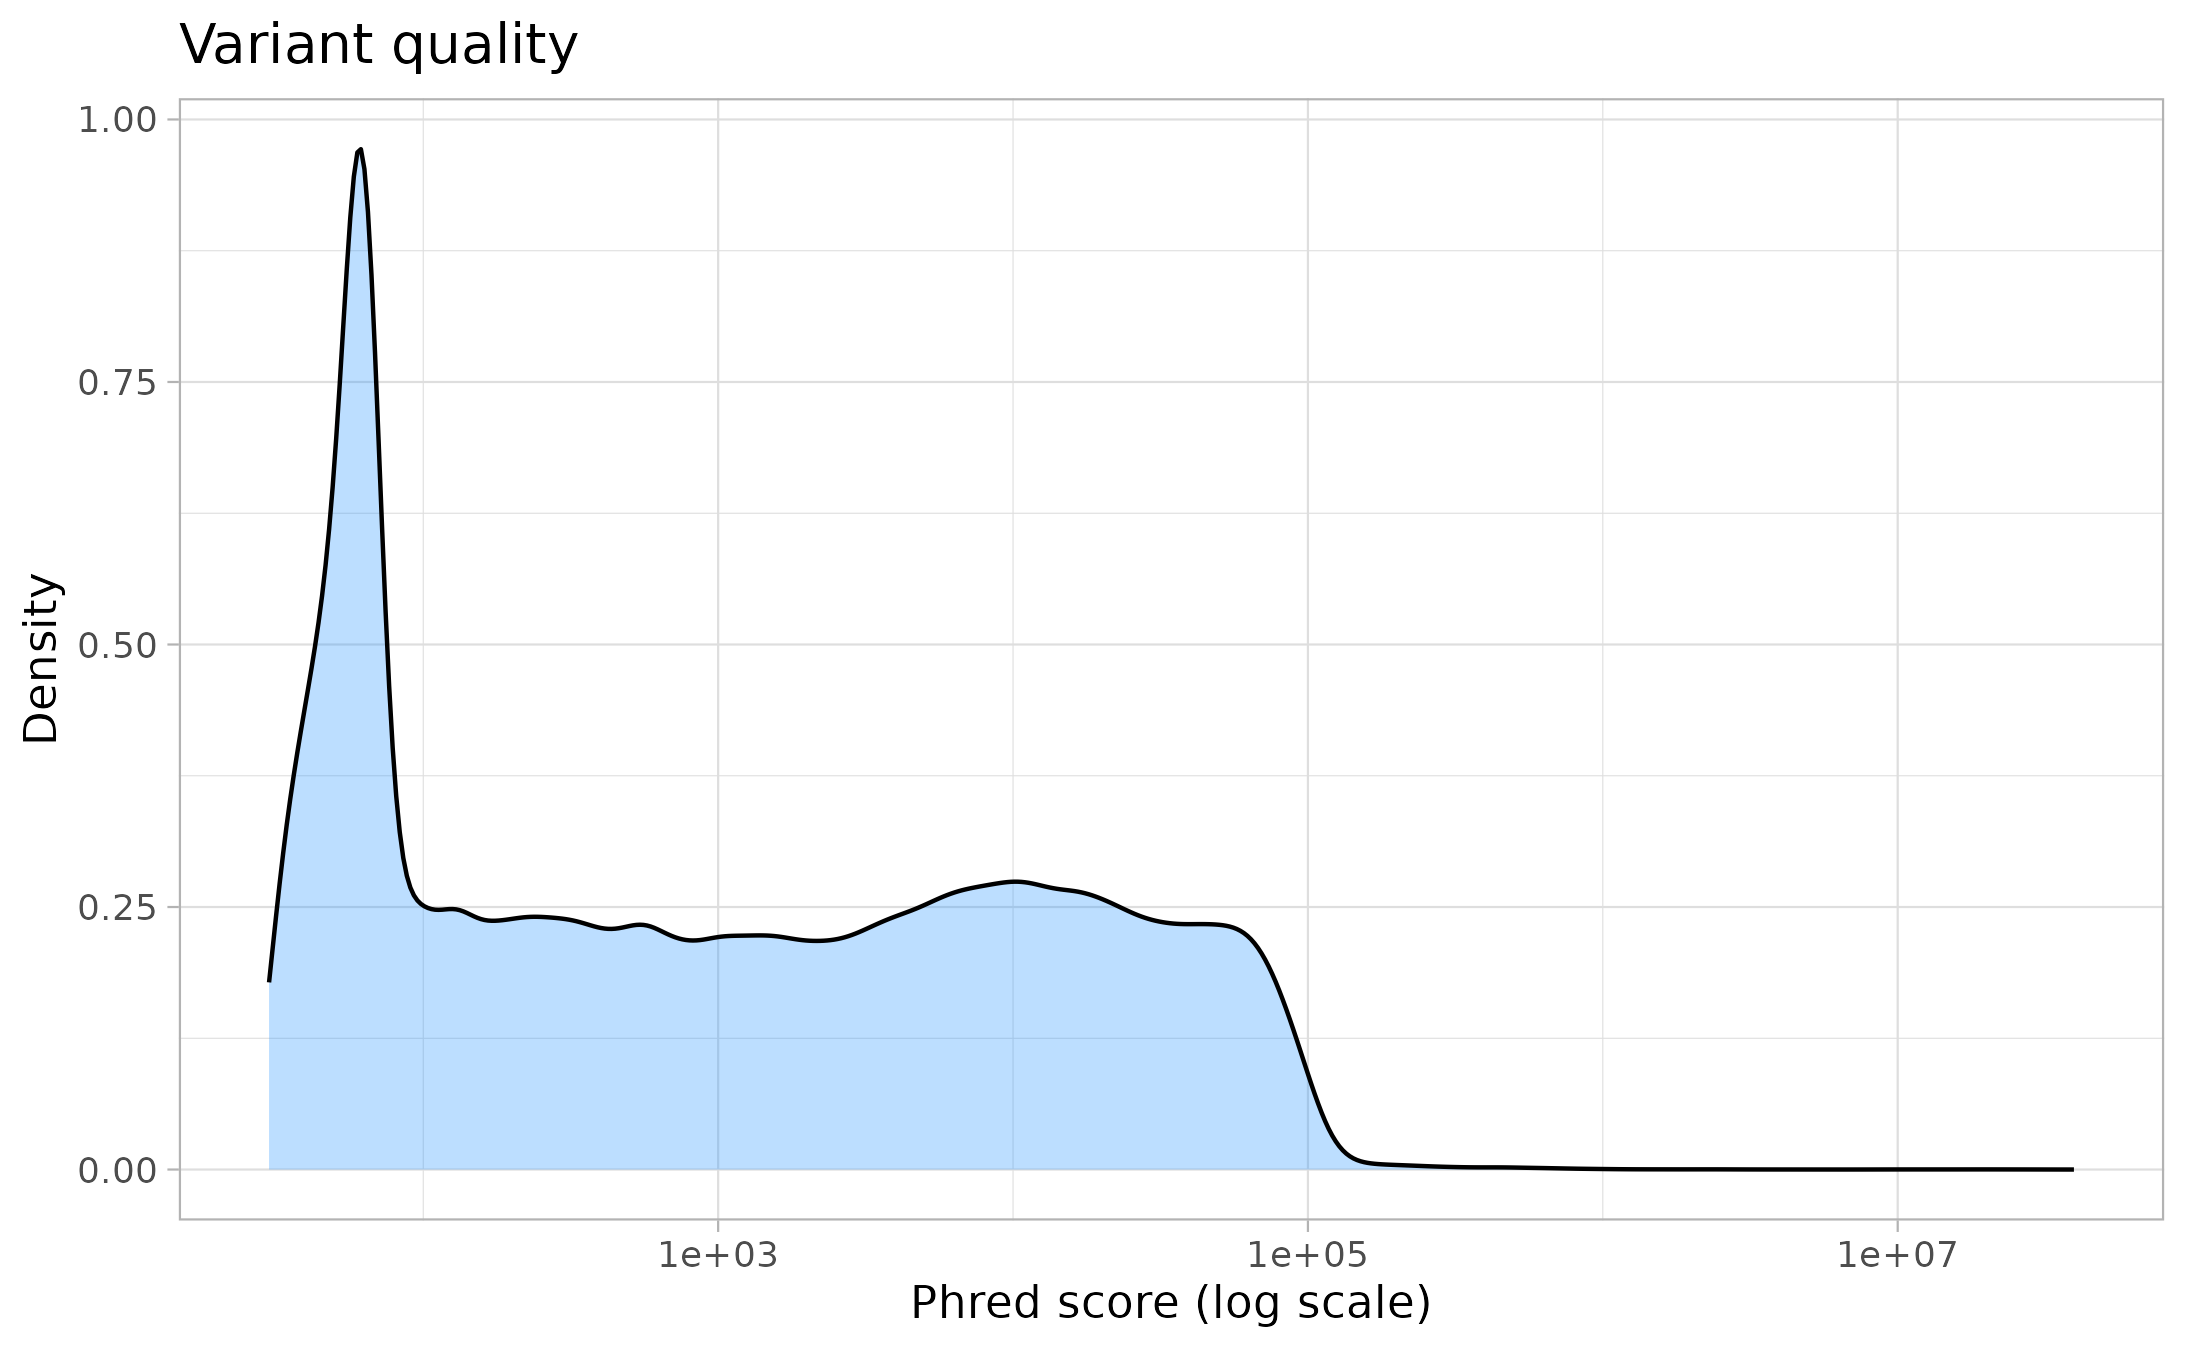 Variant quality
1.00
0.75
0.50
0.25
0.00
Density
1e+03 1e+05 1e+07
Phred score (log scale)